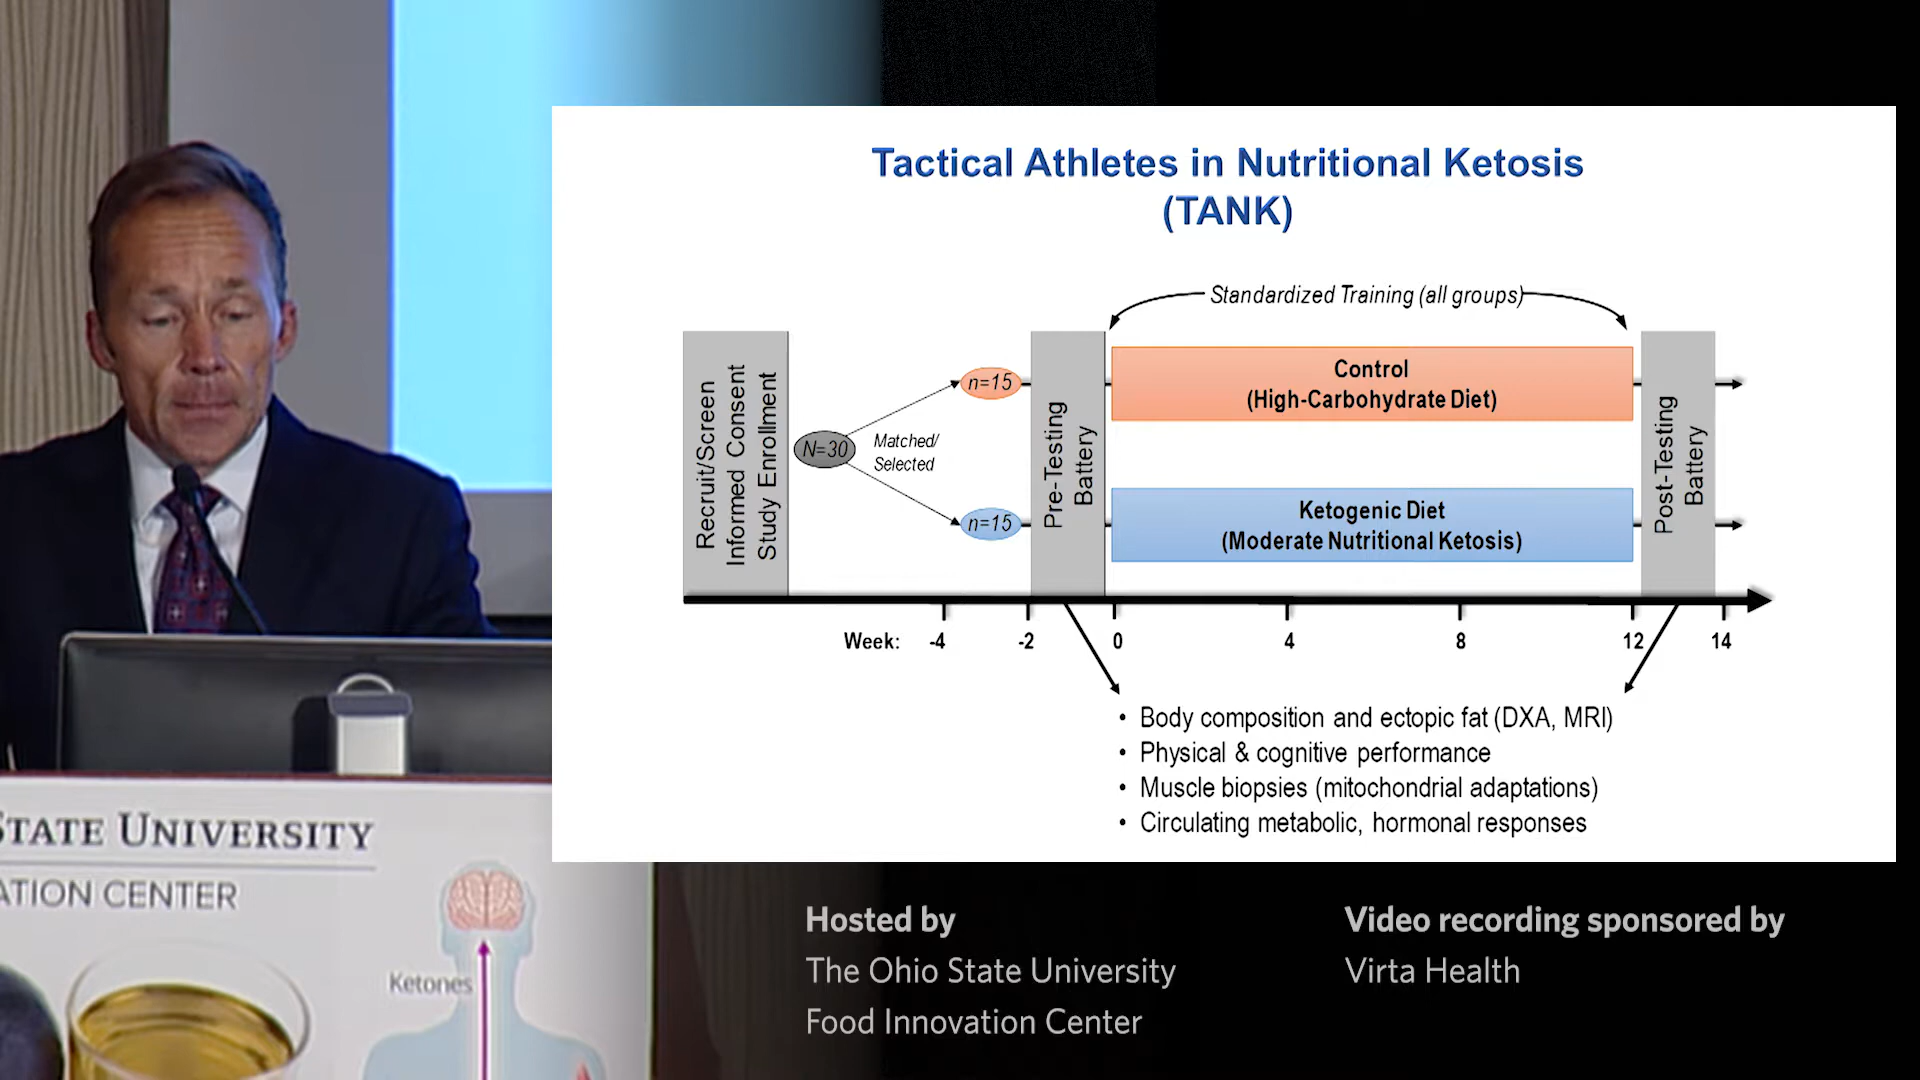 Tactical Athletes in Nutritional Ketosis
(TANK)
Standardized Training (all groups)
Recruit/Screen
Informed Consent
Study Enrollment
N=30
Matched/
Selected
n=15
n=15
Pre-Testing
Battery
Control
(High-Carbohydrate Diet)
Ketogenic Diet
(Moderate Nutritional Ketosis)
Post-Testing
Battery
Week: -4 -2 0 4 8 12 14
• Body composition and ectopic fat (DXA, MRI)
• Physical & cognitive performance
• Muscle biopsies (mitochondrial adaptations)
• Circulating metabolic, hormonal responses
STATE UNIVERSITY
ATION CENTER
Ketones
Hosted by
The Ohio State University
Food Innovation Center
Video recording sponsored by
Virta Health